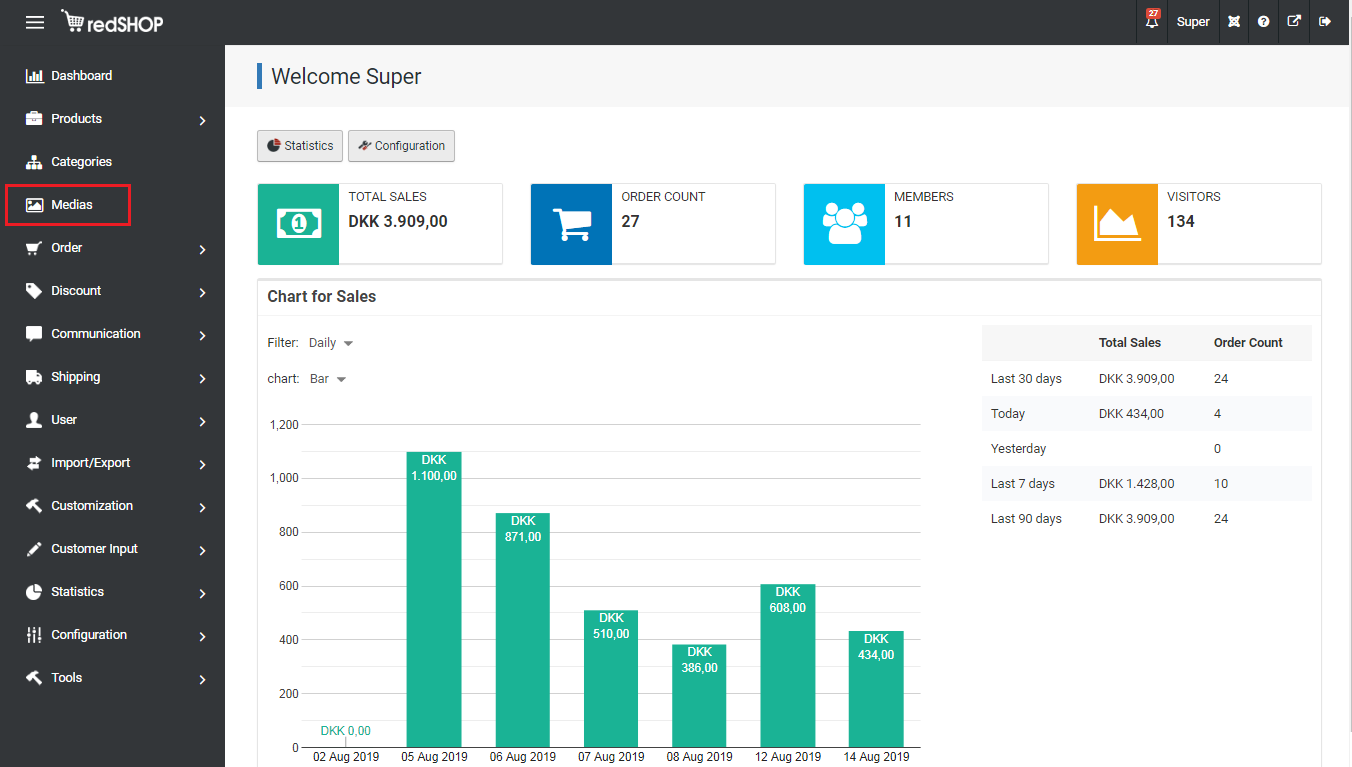 redSHOP
27
Super
Dashboard
Products
Categories
Medias
Order
Discount
Communication
Shipping
User
Import/Export
Customization
Customer Input
Statistics
Configuration
Tools
Welcome Super
Statistics
Configuration
TOTAL SALES
DKK 3.909,00
1
ORDER COUNT
27
MEMBERS
11
VISITORS
134
Chart for Sales
Filter: Daily
chart: Bar
1,200
1,000
800
600
400
200
0
DKK 0,00
DKK
1.100,00
DKK
871,00
DKK
510,00
DKK
386,00
DKK
608,00
DKK
434,00
02 Aug 2019 05 Aug 2019 06 Aug 2019 07 Aug 2019 08 Aug 2019 12 Aug 2019 14 Aug 2019
Total Sales Order Count
Last 30 days DKK 3.909,00 24
Today DKK 434,00 4
Yesterday 0
Last 7 days DKK 1.428,00 10
Last 90 days DKK 3.909,00 24